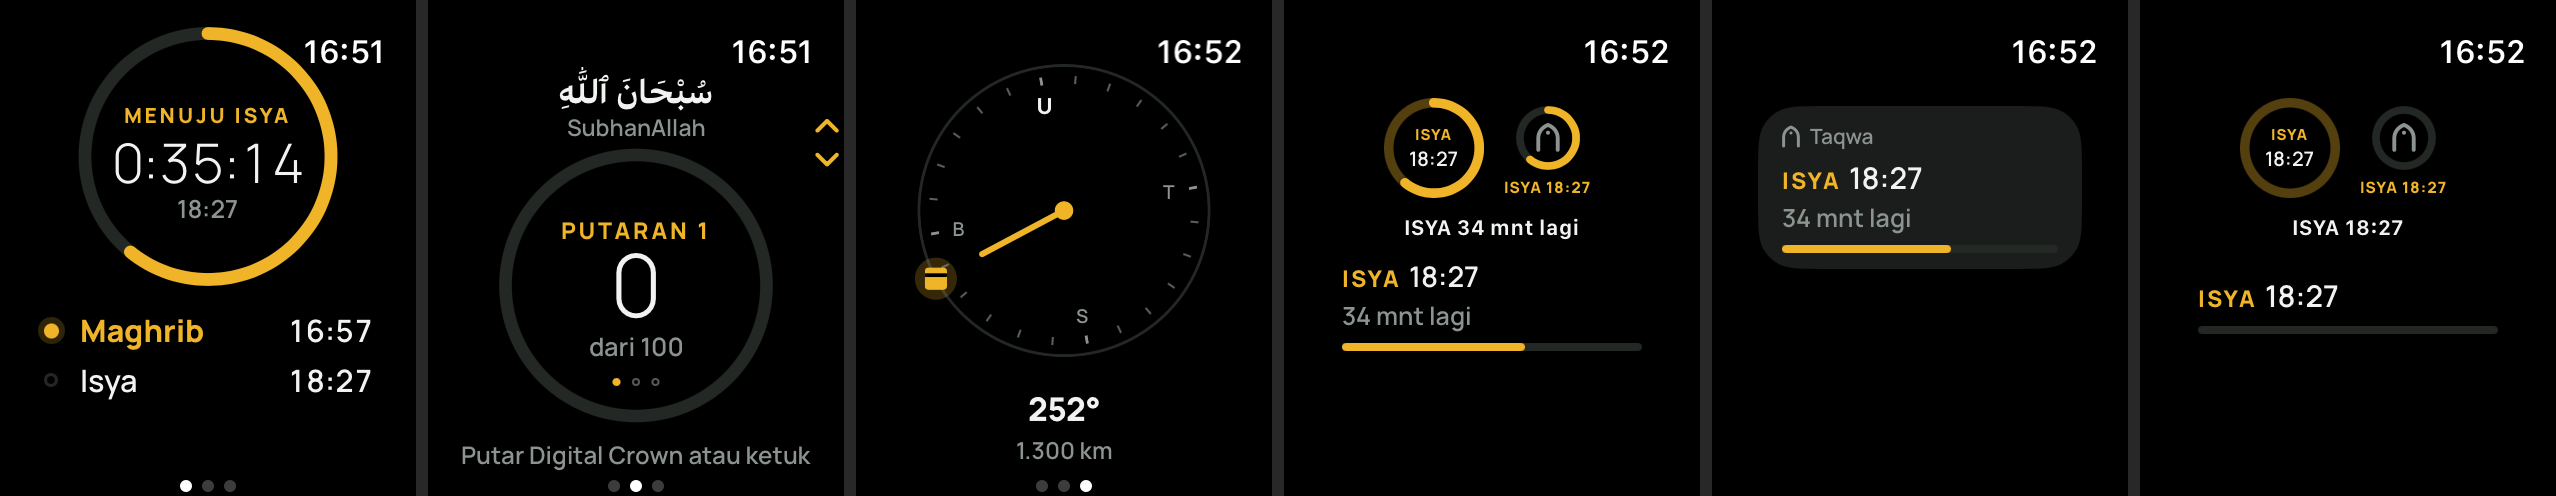 16:51
MENUJU ISYA
0:35:14
18:27
Maghrib 16:57
Isya 18:27
16:51
سُبْحَانَ ٱللَّٰهِ
SubhanAllah
PUTARAN 1
0
dari 100
Putar Digital Crown atau ketuk
16:52
U
T
B
S
252°
1.300 km
16:52
ISYA
18:27
ISYA 18:27
ISYA 34 mnt lagi
ISYA 18:27
34 mnt lagi
16:52
Taqwa
ISYA 18:27
34 mnt lagi
16:52
ISYA
18:27
ISYA 18:27
ISYA 18:27
ISYA 18:27